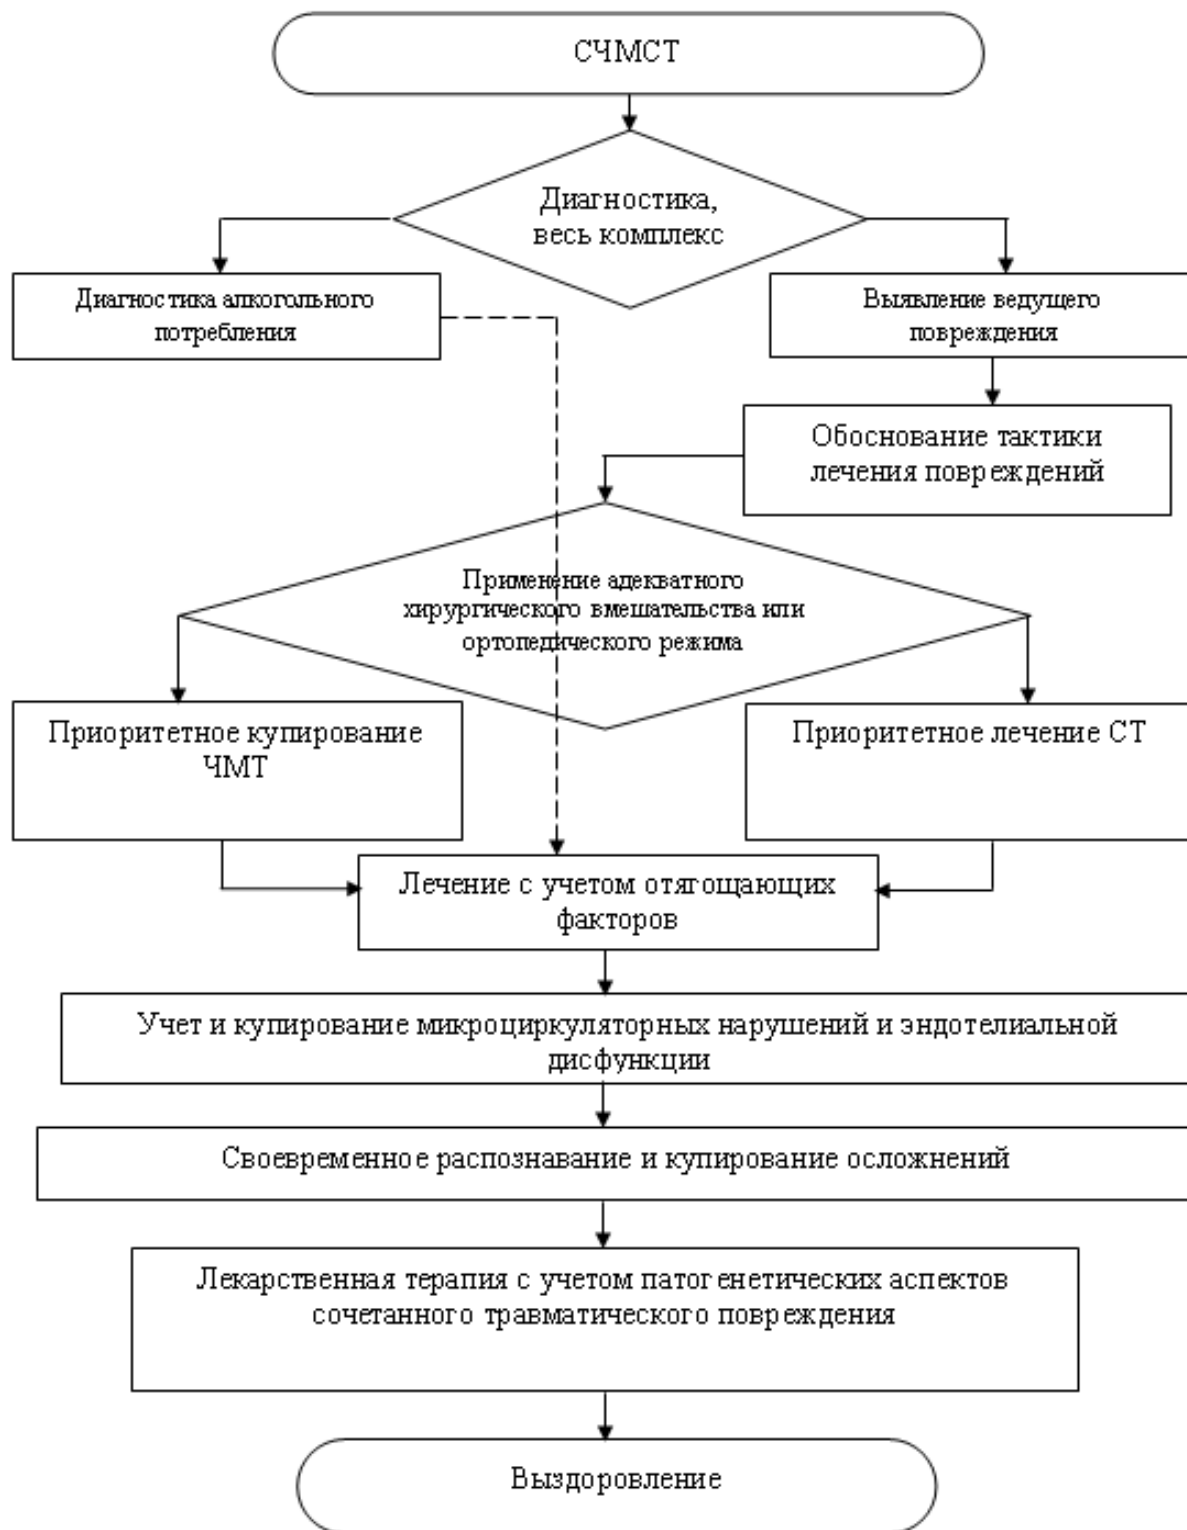 СЧМСТ
Диагностика,
весь комплекс
Диагностика алкогольного
потребления
Выявление ведущего
повреждения
Обоснование тактики
лечения повреждений
Применение адекватного
хирургического вмешательства или
ортопедического режима
Приоритетное купирование
ЧМТ
Приоритетное лечение СТ
Лечение с учетом отягощающих
факторов
Учет и купирование микроциркуляторных нарушений и эндотелиальной
дисфункции
Своевременное распознавание и купирование осложнений
Лекарственная терапия с учетом патогенетических аспектов
сочетанного травматического повреждения
Выздоровление